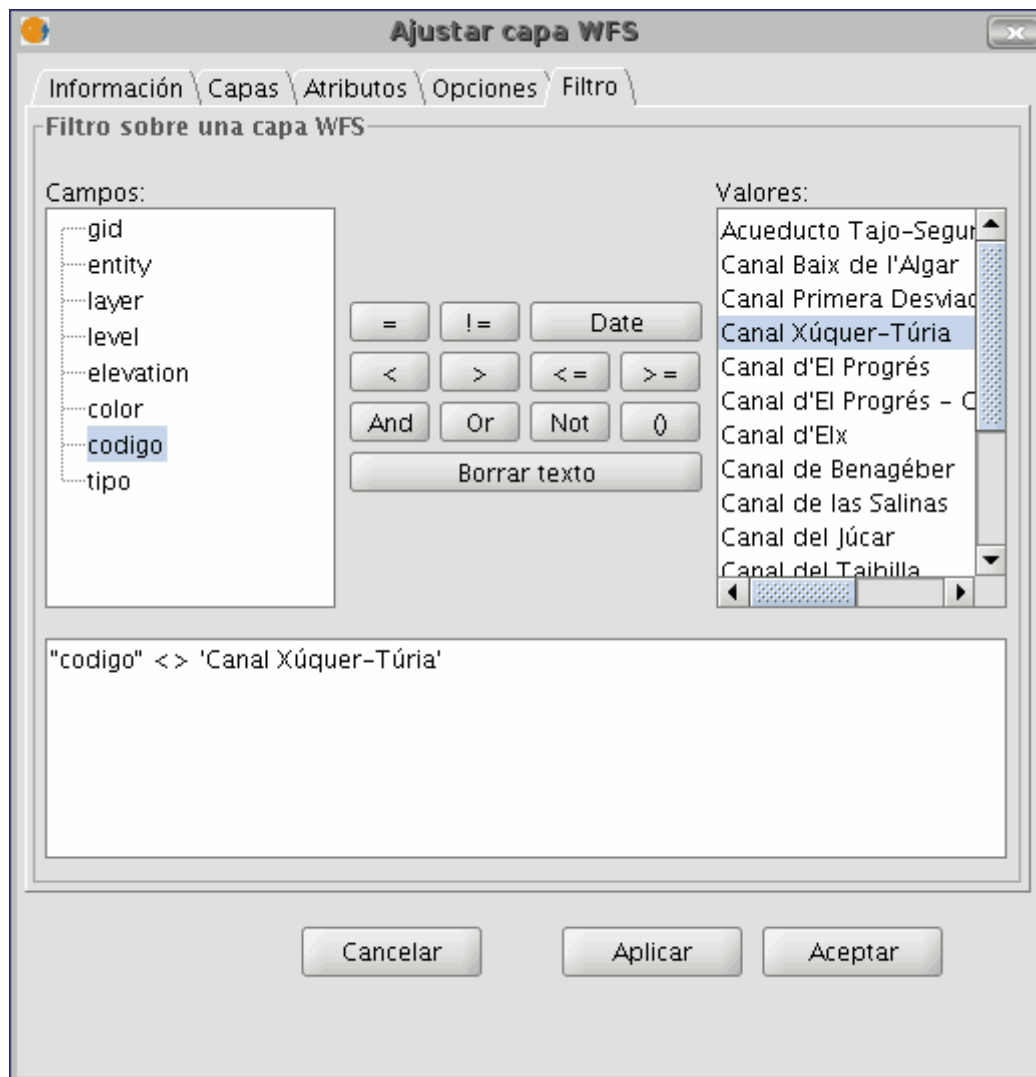 Ajustar capa WFS
Información
Capas
Atributos
Opciones
Filtro
Filtro sobre una capa WFS
Campos:
gid
entity
layer
level
elevation
color
codigo
tipo
=
!=
Date
<
>
<=
>=
And
Or
Not
()
Borrar texto
Valores:
Acueducto Tajo-Segur
Canal Baix de l'Algar
Canal Primera Desviac
Canal Xúquer-Túria
Canal d'El Progrés
Canal d'El Progrés - C
Canal d'Elx
Canal de Benagéber
Canal de las Salinas
Canal del Júcar
Canal del Taibilla
"codigo" <> 'Canal Xúquer-Túria'
Cancelar
Aplicar
Aceptar